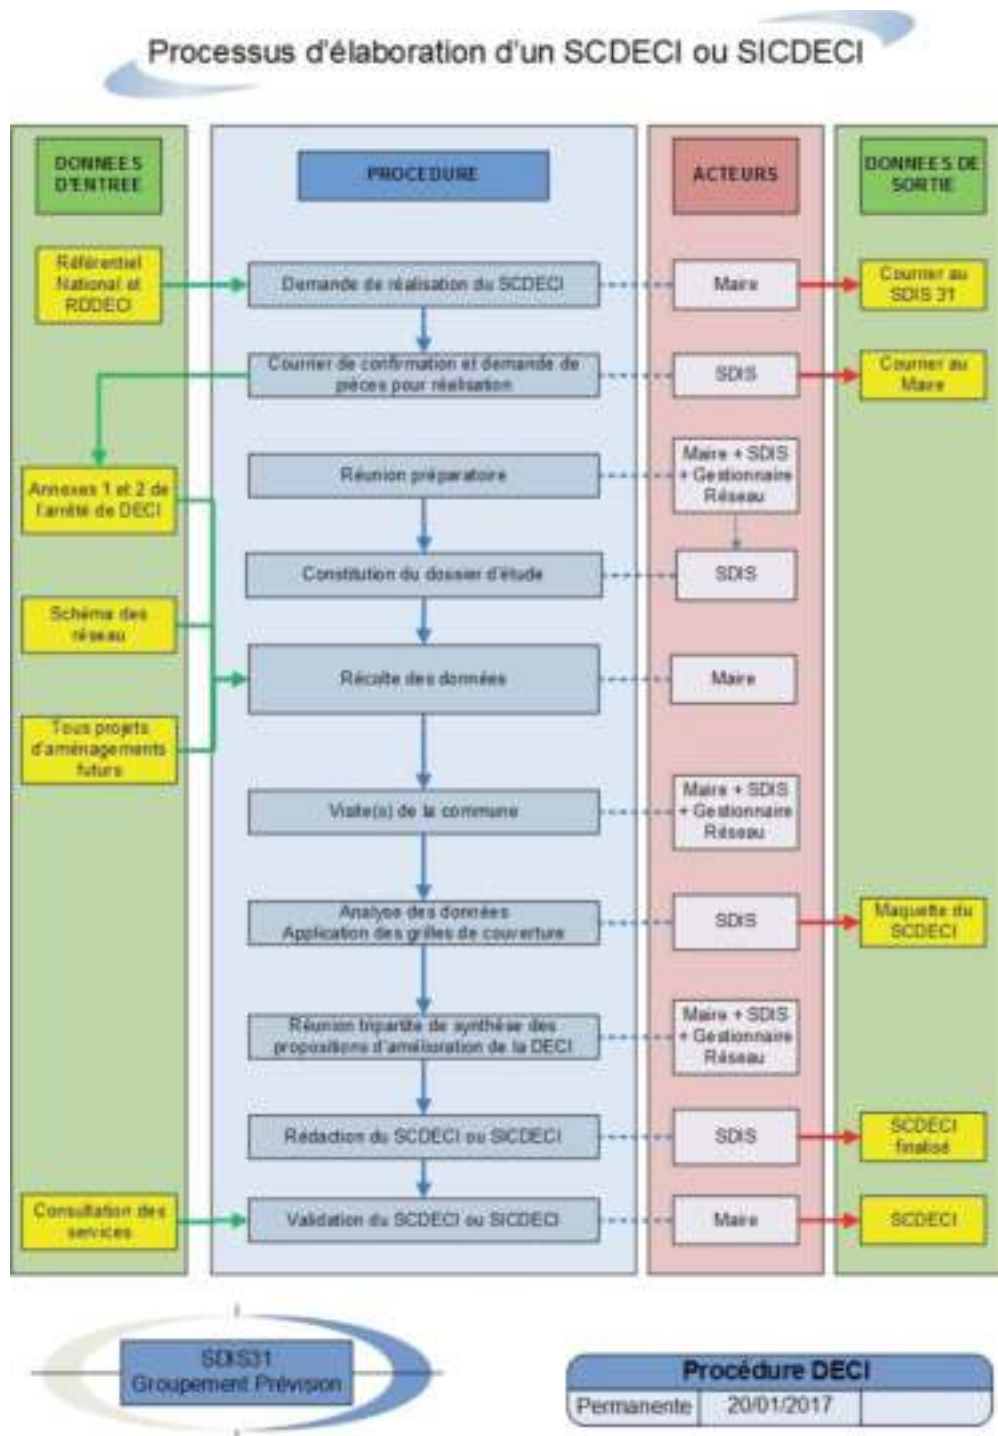 Processus d'élaboration d'un SCDECI ou SICDECI
DONNEES
D'ENTREE
PROCEDURE
ACTEURS
DONNEES DE
SORTIE
Référentiel
National et
RDDECI
Demande de réalisation du SCDECI
Maire
Courrier au
SDIS 31
Courrier de confirmation et demande de
pièces pour réalisation
SDIS
Courrier au
Maire
Annexes 1 et 2 de
l'arrêté de DECI
Réunion préparatoire
Maire + SDIS
+ Gestionnaire
Réseau
Constitution du dossier d'étude
SDIS
Schéma des
réseau
Récolte des données
Maire
Tous projets
d'aménagements
futurs
Visite(s) de la commune
Maire + SDIS
+ Gestionnaire
Réseau
Analyse des données
Application des grilles de couverture
SDIS
Maquette du
SCDECI
Réunion tripartite de synthèse des
propositions d'amélioration de la DECI
Maire + SDIS
+ Gestionnaire
Réseau
Rédaction du SCDECI ou SICDECI
SDIS
SCDECI
finalisé
Consultation des
services
Validation du SCDECI ou SICDECI
Maire
SCDECI
SDIS31
Groupement Prévision
Procédure DECI
Permanente
20/01/2017